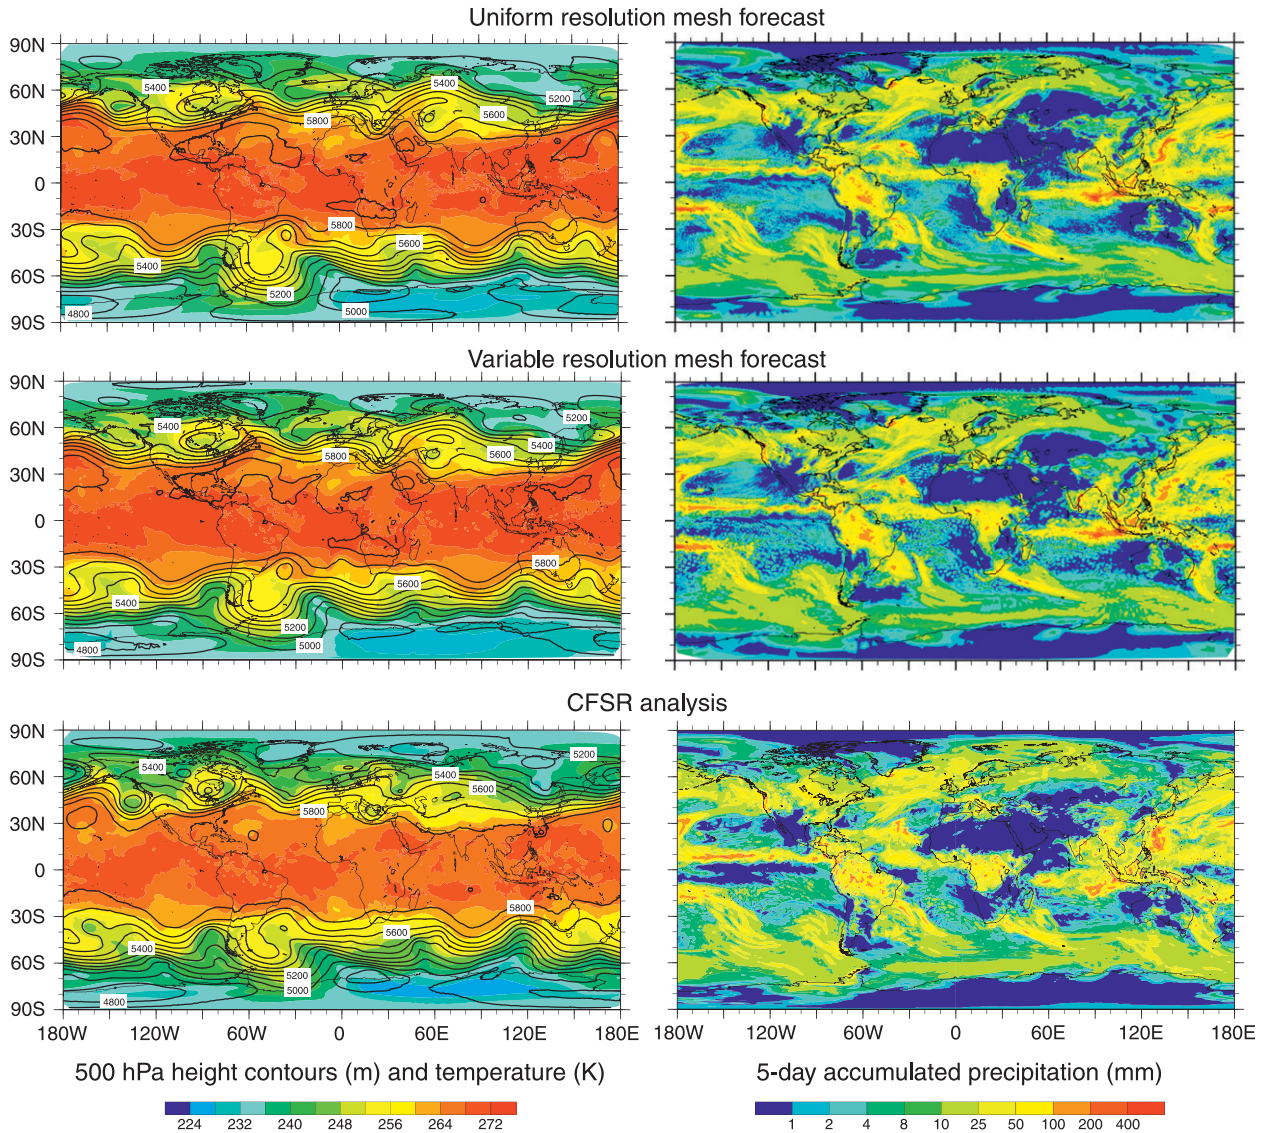 Uniform resolution mesh forecast
90N
60N
30N
0
30S
60S
90S
5400
5400
5200
5800
5600
5800
5600
5400
5200
5000
4800
Variable resolution mesh forecast
90N
60N
30N
0
30S
60S
90S
5400
5200
5400
5800
5600
5800
5600
5400
5200
5000
4800
CFSR analysis
90N
60N
30N
0
30S
60S
90S
5400
5200
5400
5600
5800
5800
5600
5400
5200
5000
4800
180W 120W 60W 0 60E 120E 180E
180W 120W 60W 0 60E 120E 180E
500 hPa height contours (m) and temperature (K)
224 232 240 248 256 264 272
5-day accumulated precipitation (mm)
1 2 4 8 10 25 50 100 200 400